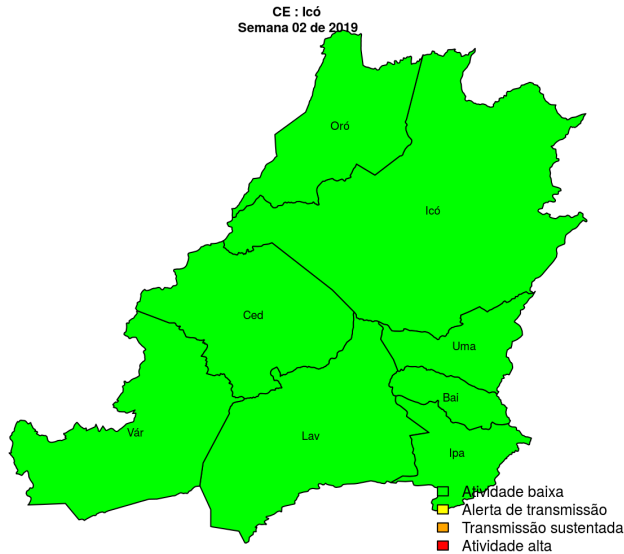 CE : Icó
Semana 02 de 2019
Oró
Icó
Ced
Uma
Bai
Vár
Lav
Ipa
Atividade baixa
Alerta de transmissão
Transmissão sustentada
Atividade alta